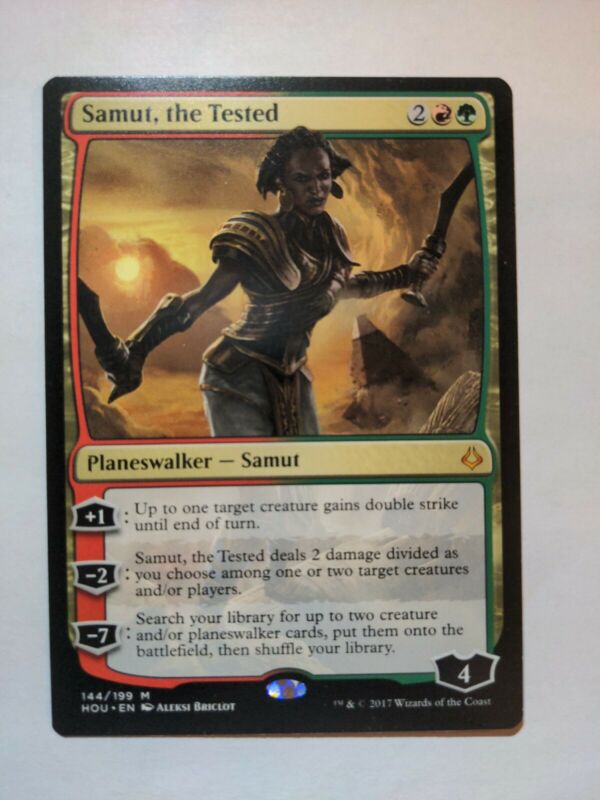 Samut, the Tested 2
Planeswalker — Samut
+1 : Up to one target creature gains double strike
until end of turn.
−2 : Samut, the Tested deals 2 damage divided as
you choose among one or two target creatures
and/or players.
−7 : Search your library for up to two creature
and/or planeswalker cards, put them onto the
battlefield, then shuffle your library.
4
144/199 M
HOU • EN ALEKSI BRICLOT
™ & © 2017 Wizards of the Coast